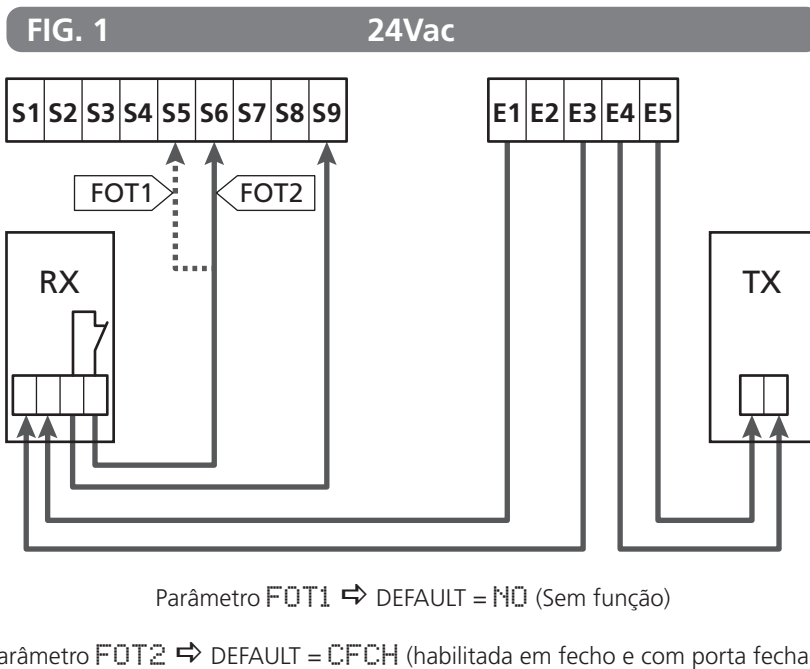 FIG. 1 24Vac
S1 S2 S3 S4 S5 S6 S7 S8 S9 E1 E2 E3 E4 E5
FOT1 FOT2
RX TX
Parâmetro FOT1 ➪ DEFAULT = NO (Sem função)
arâmetro FOT2 ➪ DEFAULT = CFCH (habilitada em fecho e com porta fecha